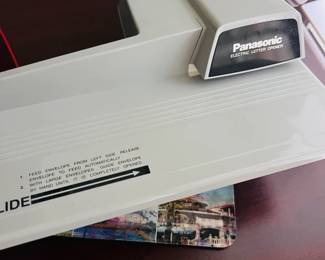 Panasonic
ELECTRIC LETTER OPENER
1. FEED ENVELOPE FROM LEFT SIDE. RELEASE
ENVELOPE TO FEED AUTOMATICALLY
2. WITH LARGE ENVELOPES GUIDE ENVELOPE
BY HAND UNTIL IT IS COMPLETELY OPENED
LIDE